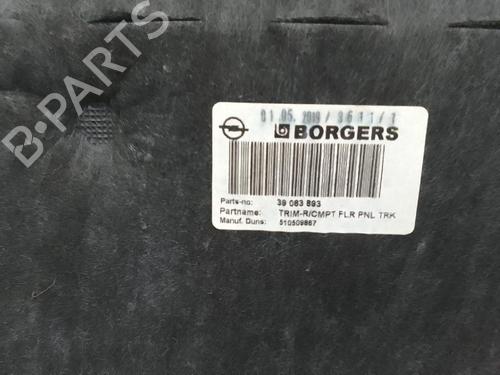 B-PARTS
01.05.2019 / 8611/1
BORGERS
Parts-no: 39 083 893
Partname: TRIM-R/CMPT FLR PNL TRK
Manuf. Duns: 510509867